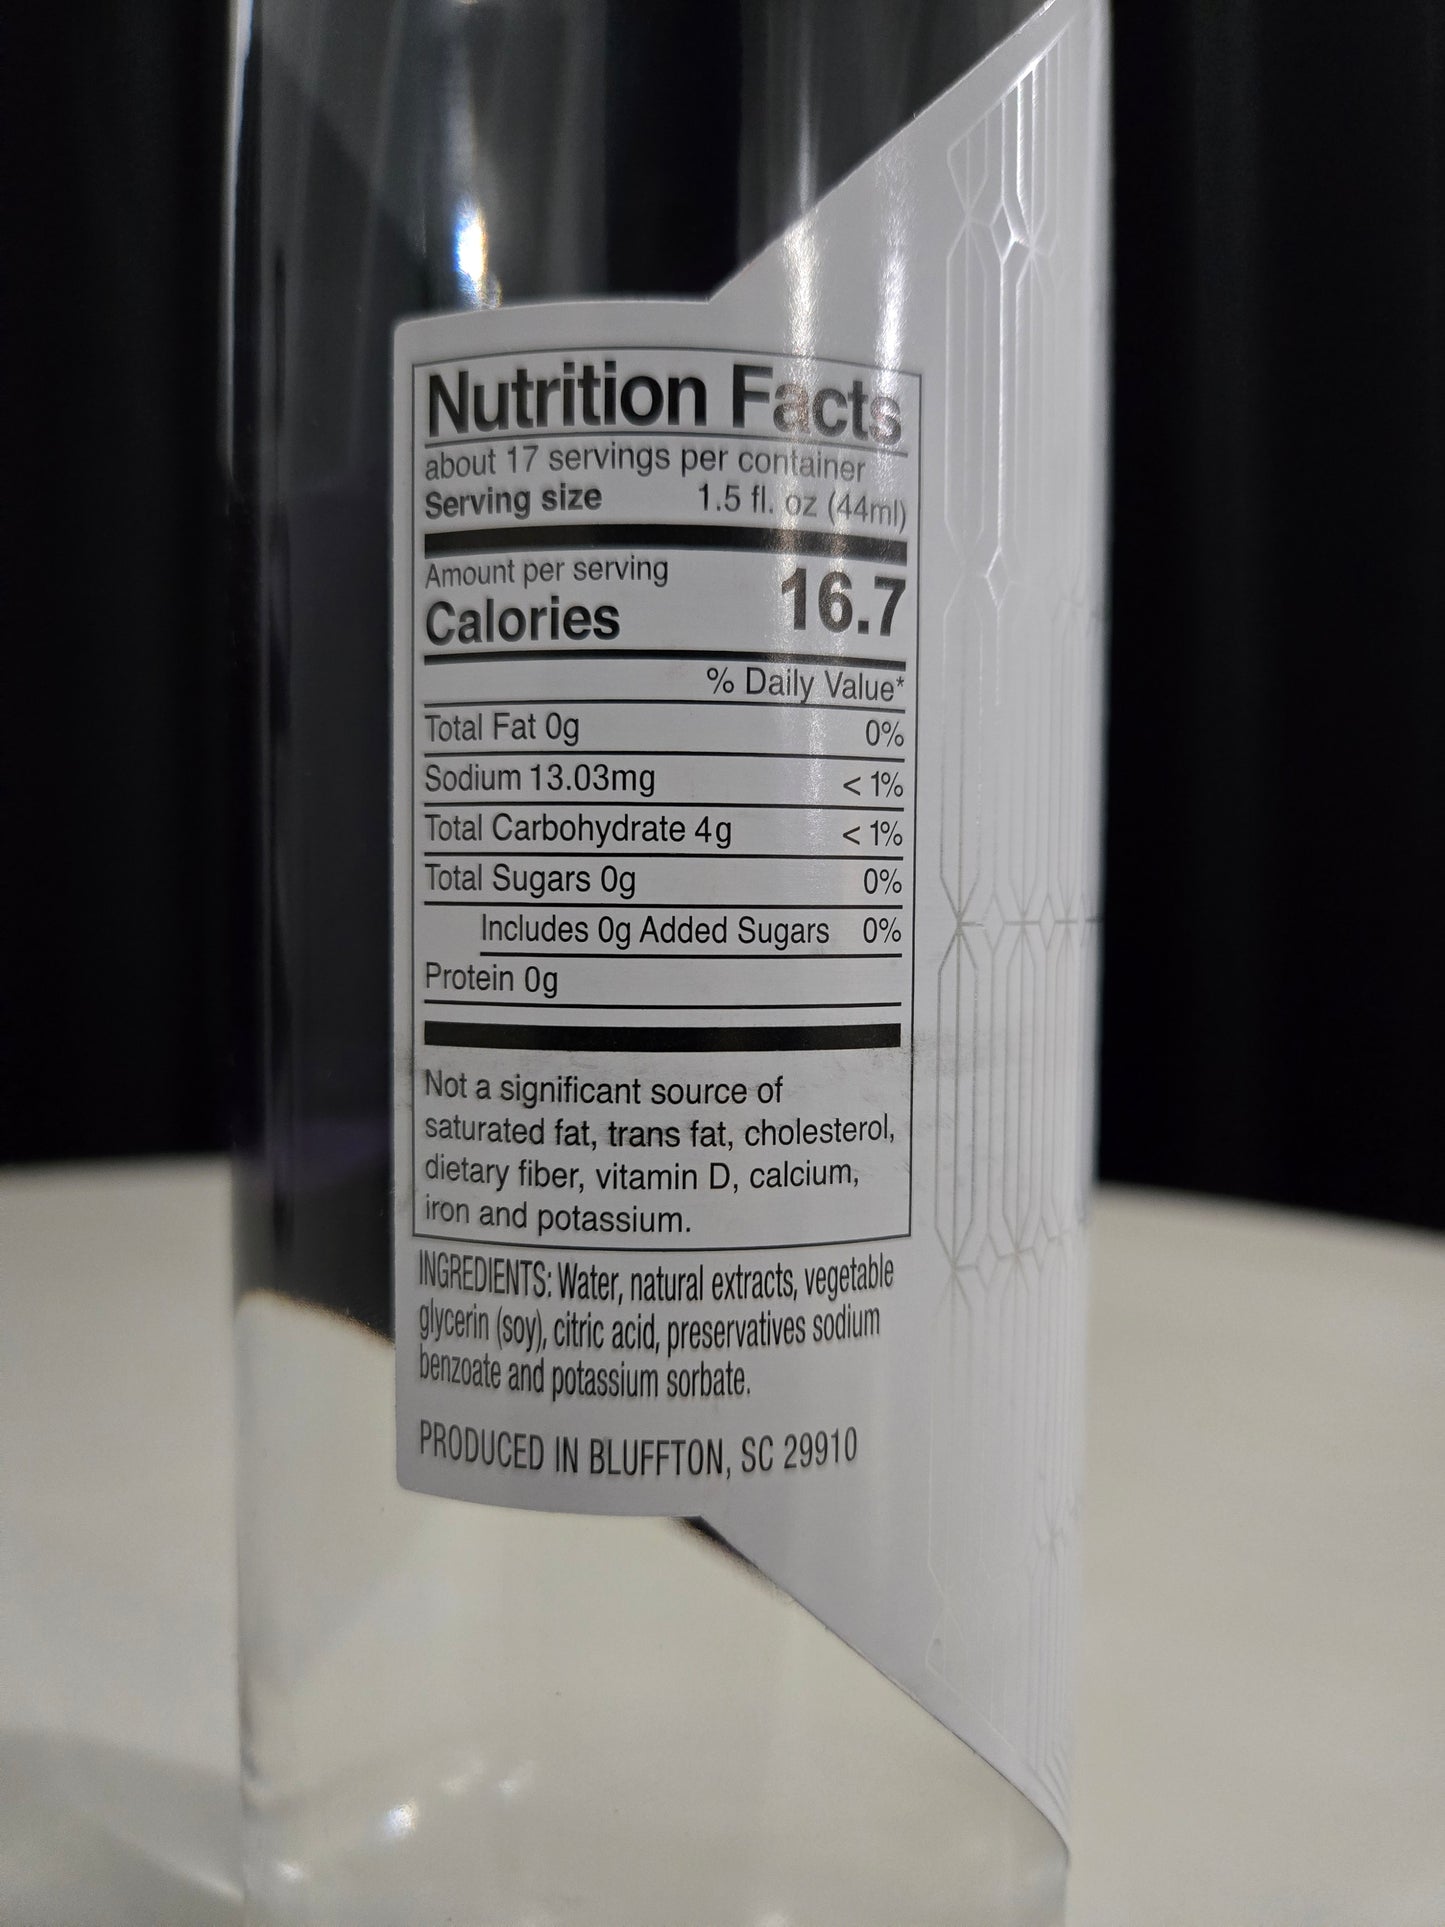 Nutrition Facts
about 17 servings per container
Serving size 1.5 fl. oz (44ml)
Amount per serving
Calories 16.7
% Daily Value*
Total Fat 0g 0%
Sodium 13.03mg < 1%
Total Carbohydrate 4g < 1%
Total Sugars 0g 0%
Includes 0g Added Sugars 0%
Protein 0g
Not a significant source of
saturated fat, trans fat, cholesterol,
dietary fiber, vitamin D, calcium,
iron and potassium.
INGREDIENTS: Water, natural extracts, vegetable
glycerin (soy), citric acid, preservatives sodium
benzoate and potassium sorbate.
PRODUCED IN BLUFFTON, SC 29910